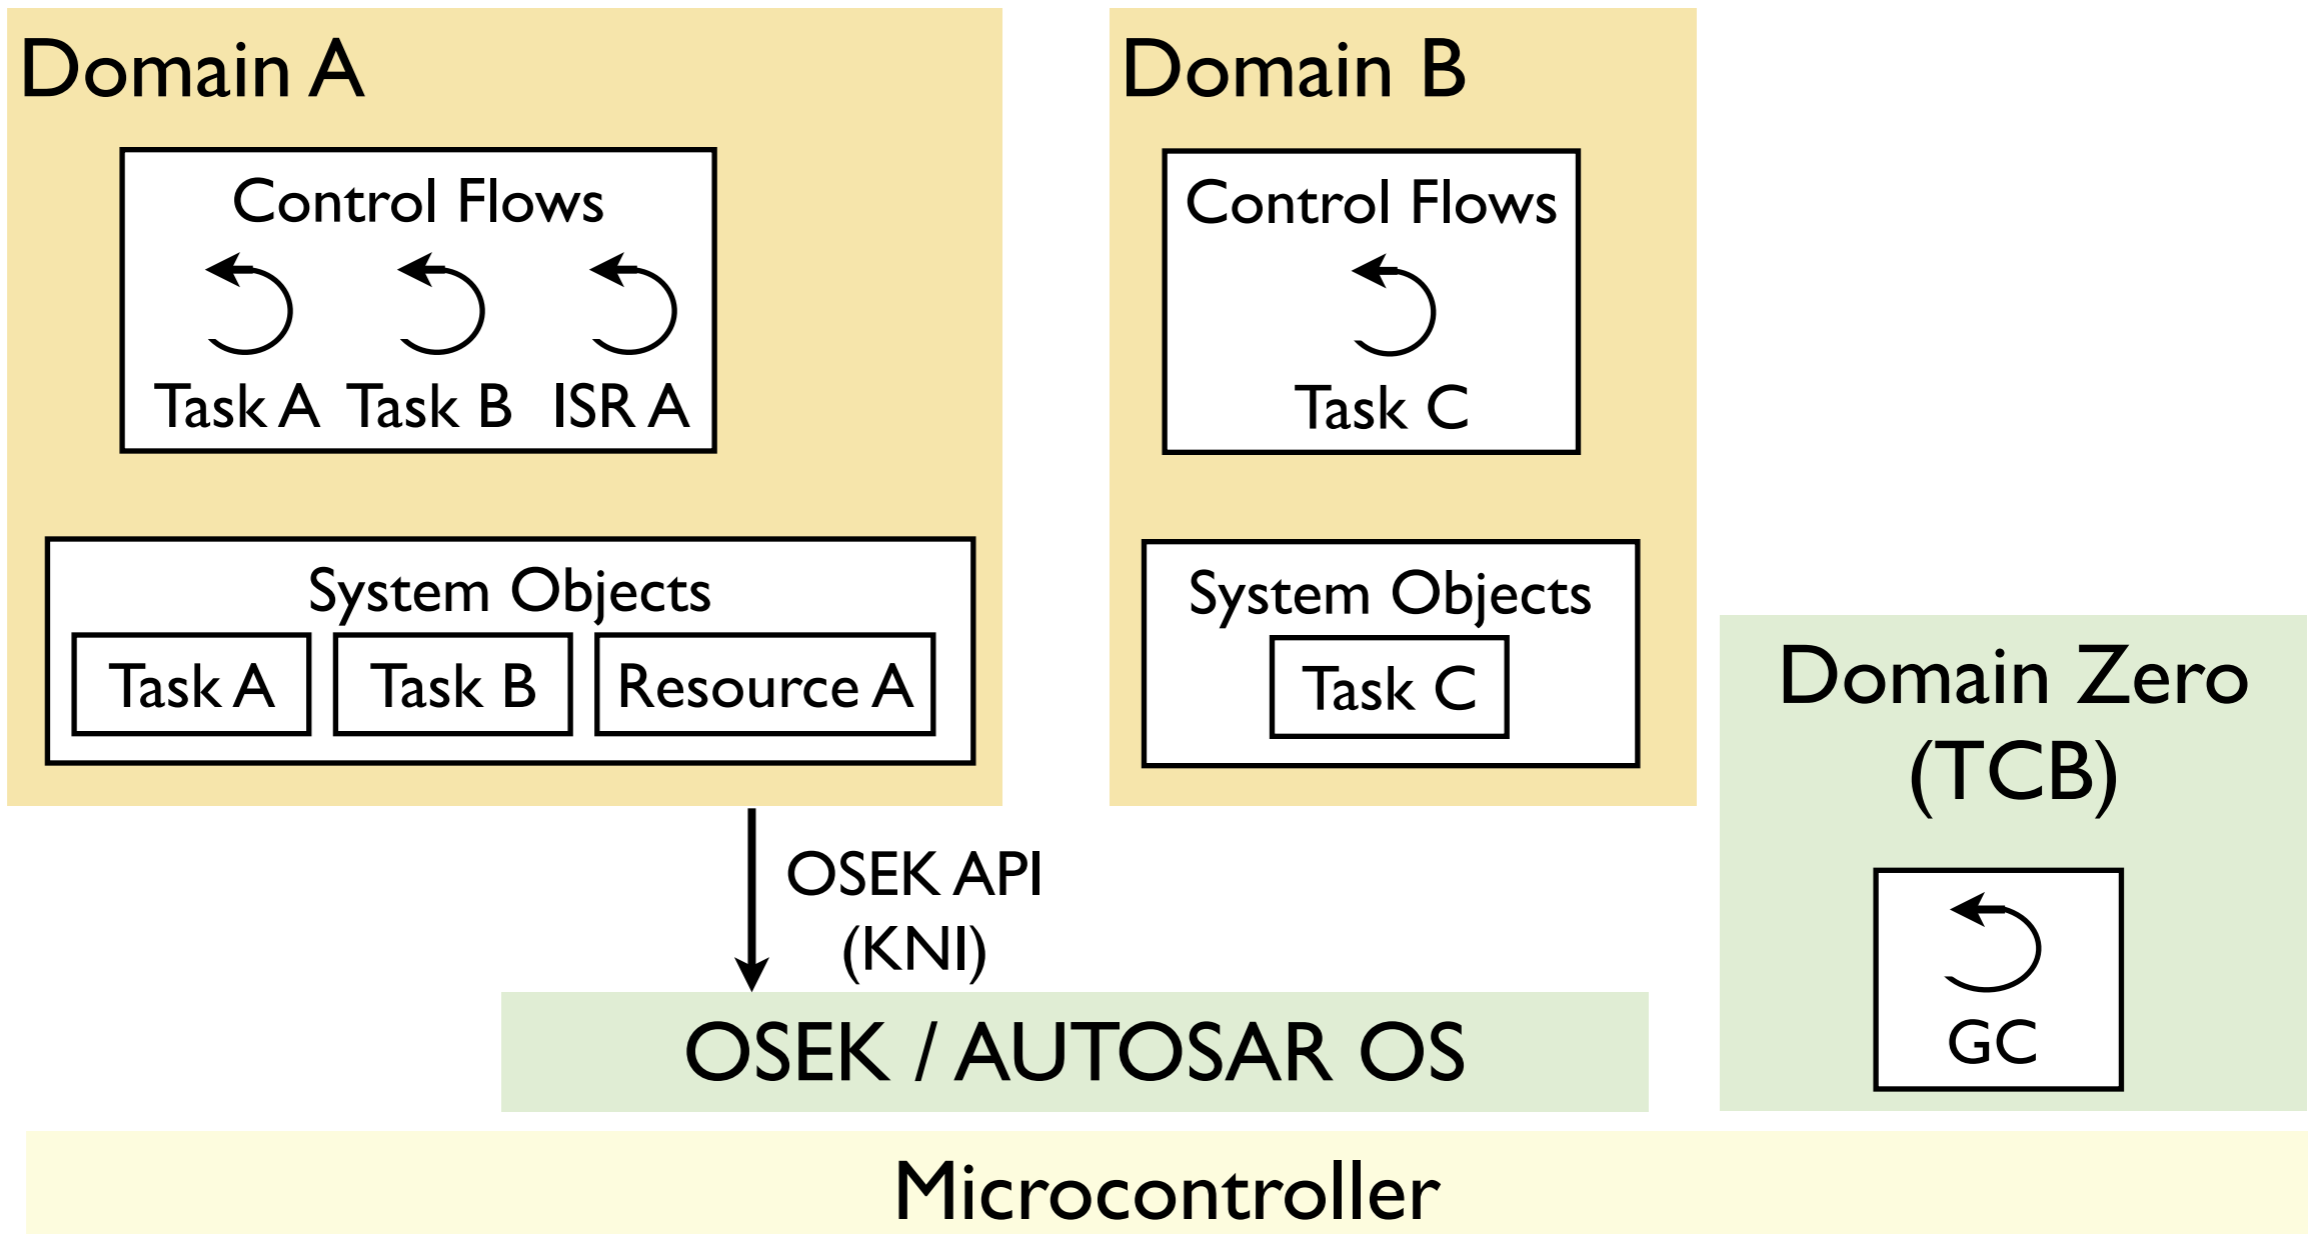 Domain A
Control Flows
Task A Task B ISR A
System Objects
Task A Task B Resource A
Domain B
Control Flows
Task C
System Objects
Task C
Domain Zero
(TCB)
GC
OSEK API
(KNI)
OSEK / AUTOSAR OS
Microcontroller